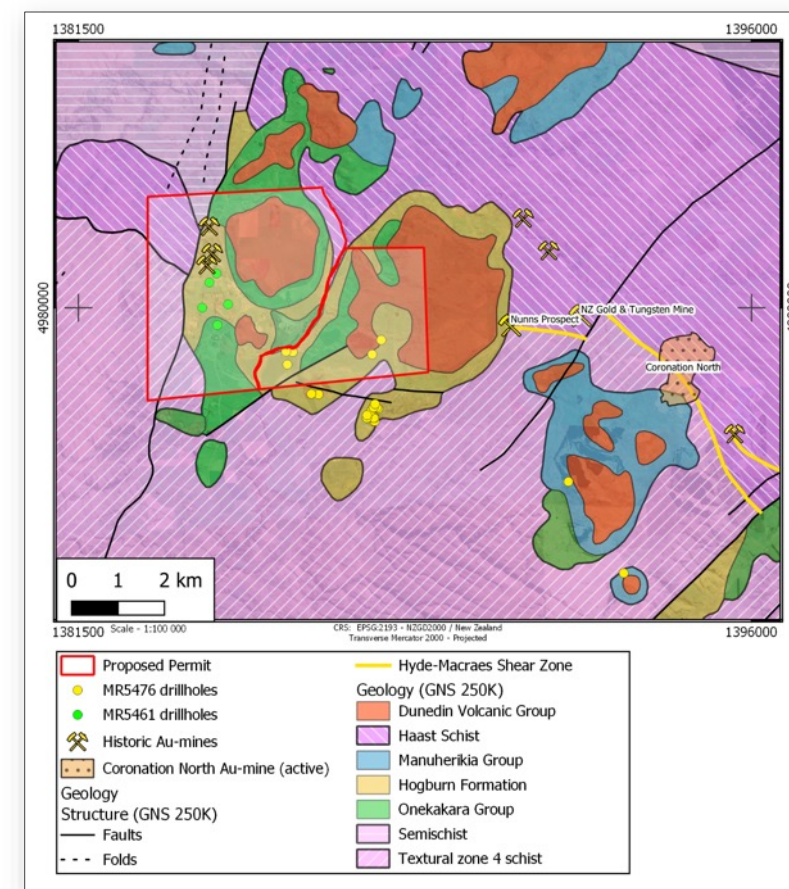 1381500
1396000
4980000
Nunns Prospect
NZ Gold & Tungsten Mine
Coronation North
0 1 2 km
1381500
Scale - 1:100 000
CRS: EPSG:2193 - NZGD2000 / New Zealand
Transverse Mercator 2000 - Projected
1396000
Proposed Permit
MR5476 drillholes
MR5461 drillholes
Historic Au-mines
Coronation North Au-mine (active)
Geology
Structure (GNS 250K)
Faults
Folds
Hyde-Macraes Shear Zone
Geology (GNS 250K)
Dunedin Volcanic Group
Haast Schist
Manuherikia Group
Hogburn Formation
Onekakara Group
Semischist
Textural zone 4 schist